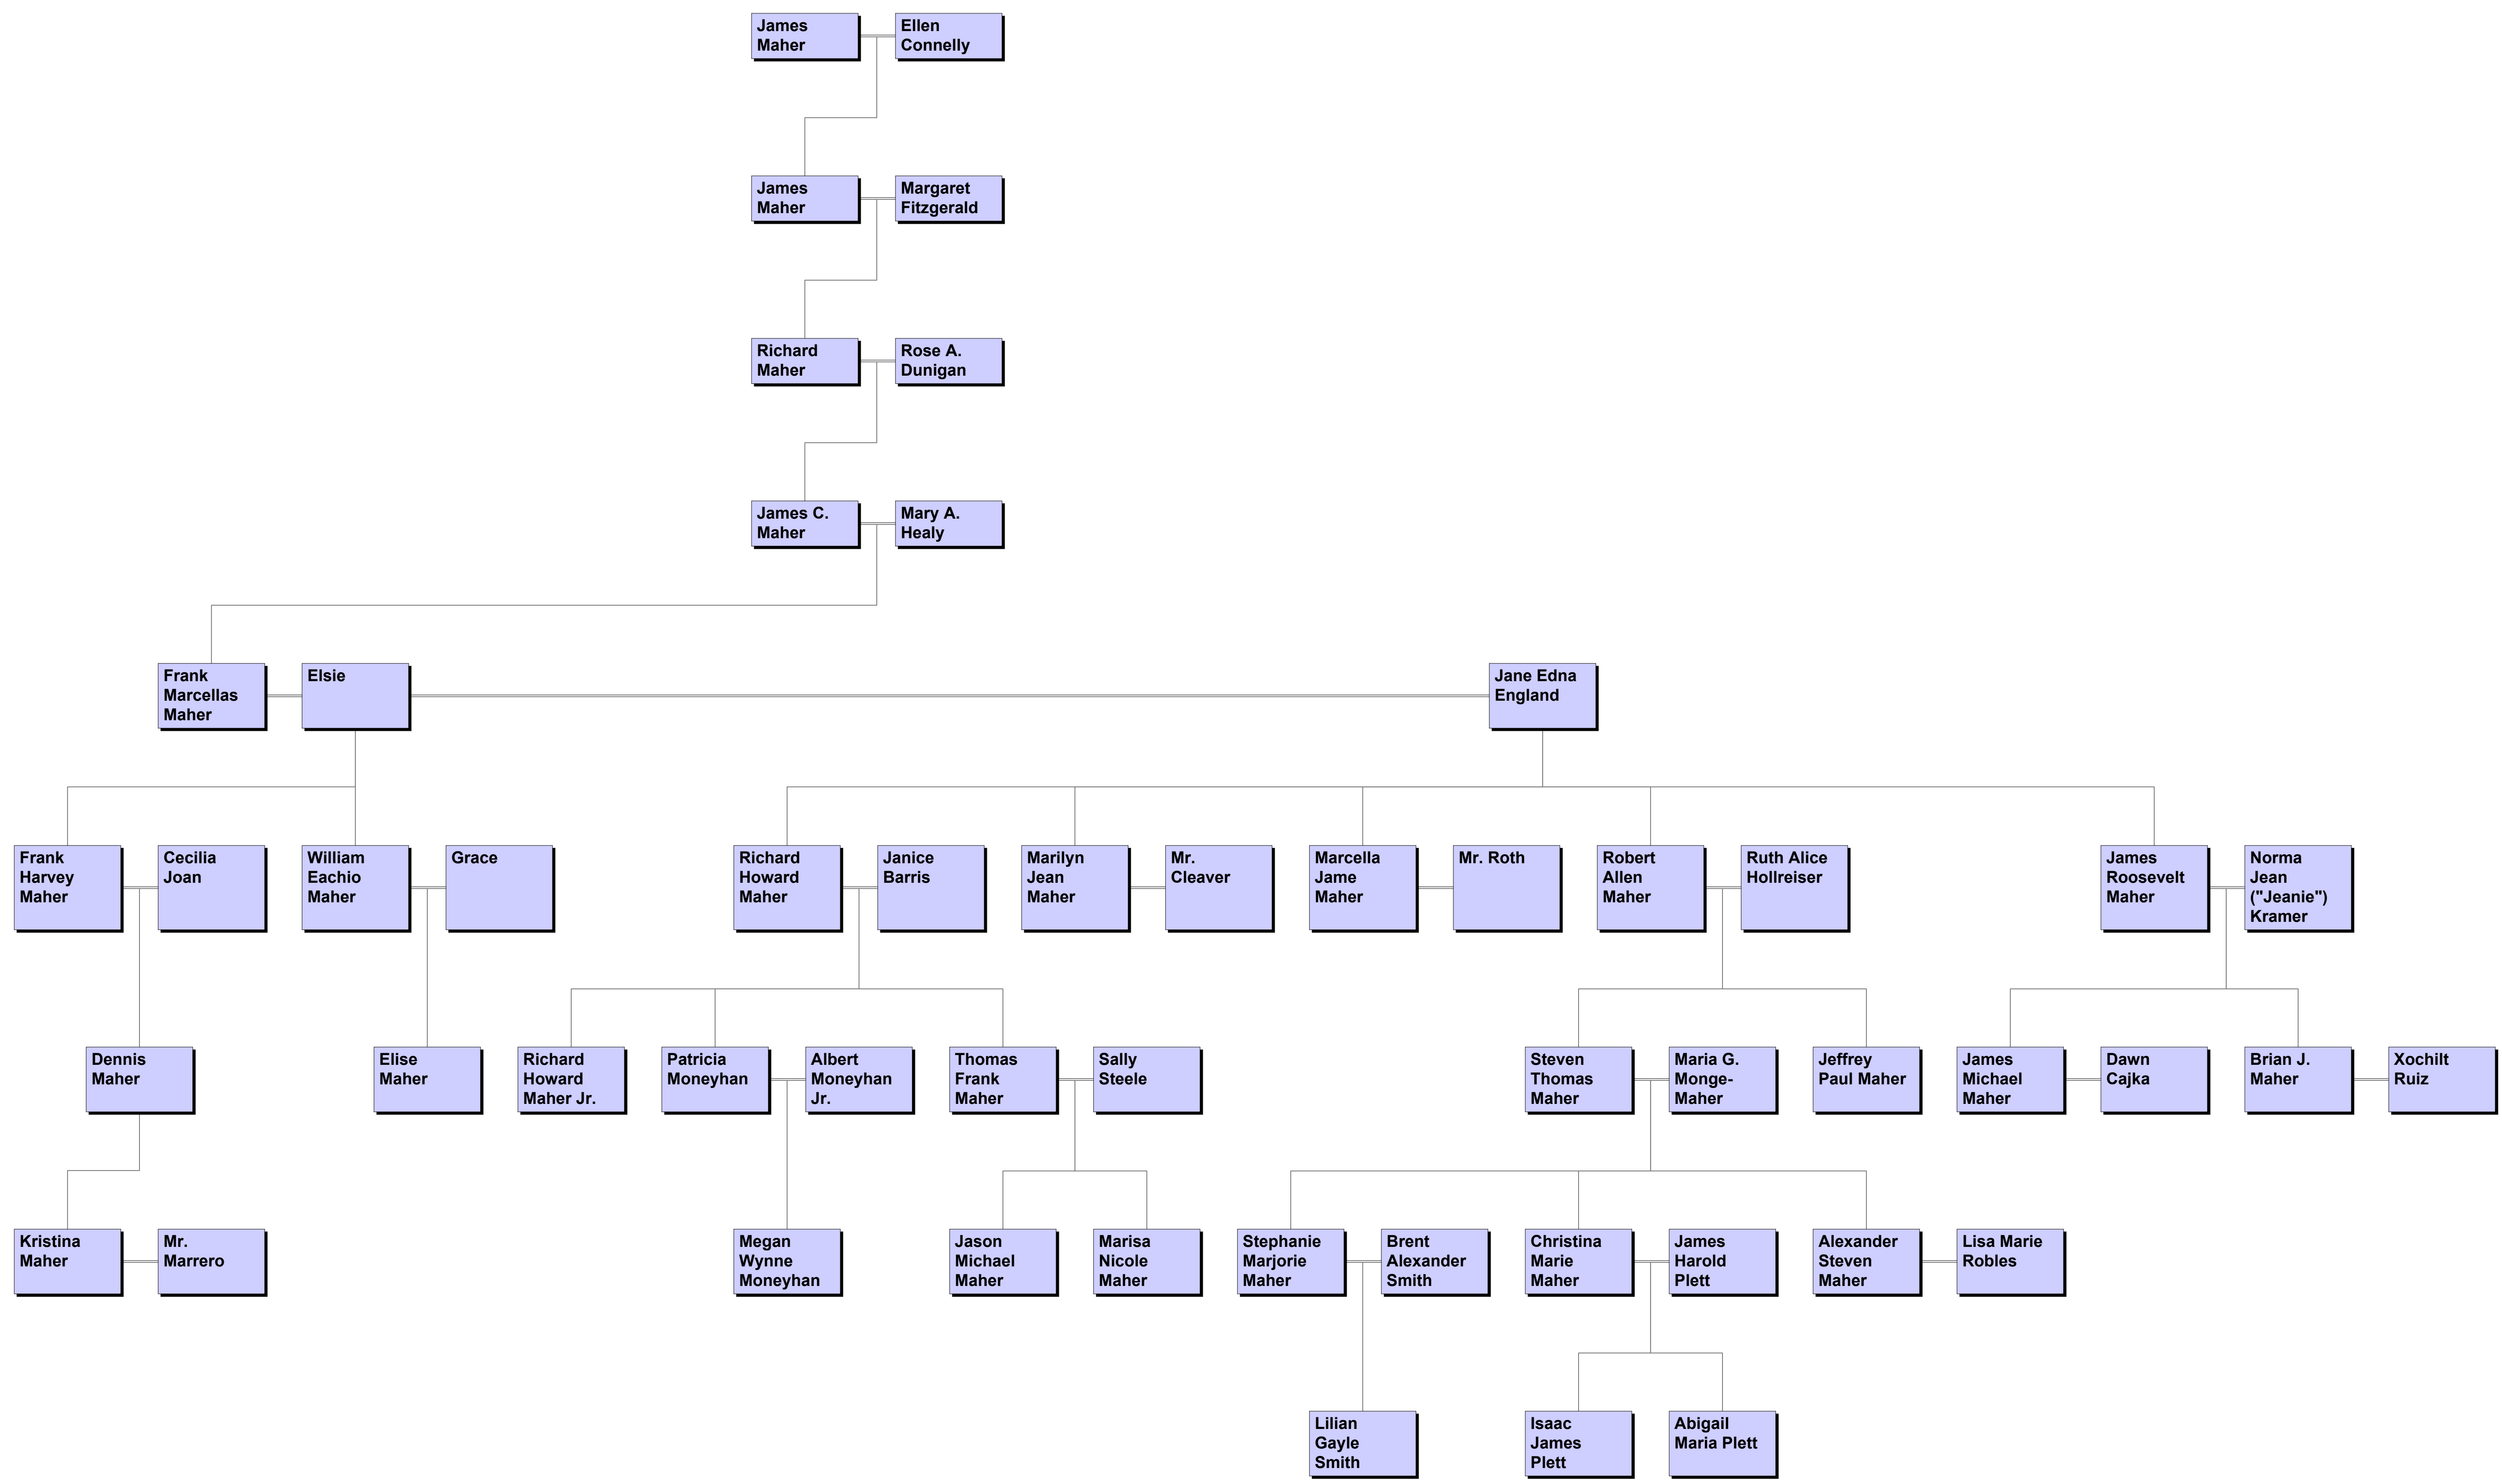 James
Maher
Ellen
Connelly
James
Maher
Margaret
Fitzgerald
Richard
Maher
Rose A.
Dunigan
James C.
Maher
Mary A.
Healy
Frank
Marcellas
Maher
Elsie
Jane Edna
England
Frank
Harvey
Maher
Cecilia
Joan
William
Eachio
Maher
Grace
Richard
Howard
Maher
Janice
Barris
Marilyn
Jean
Maher
Mr.
Cleaver
Marcella
Jame
Maher
Mr. Roth
Robert
Allen
Maher
Ruth Alice
Hollreiser
James
Roosevelt
Maher
Norma
Jean
("Jeanie")
Kramer
Dennis
Maher
Elise
Maher
Richard
Howard
Maher Jr.
Patricia
Moneyhan
Albert
Moneyhan
Jr.
Thomas
Frank
Maher
Sally
Steele
Steven
Thomas
Maher
Maria G.
Monge-
Maher
Jeffrey
Paul Maher
James
Michael
Maher
Dawn
Cajka
Brian J.
Maher
Xochilt
Ruiz
Kristina
Maher
Mr.
Marrero
Megan
Wynne
Moneyhan
Jason
Michael
Maher
Marisa
Nicole
Maher
Stephanie
Marjorie
Maher
Brent
Alexander
Smith
Christina
Marie
Maher
James
Harold
Plett
Alexander
Steven
Maher
Lisa Marie
Robles
Lilian
Gayle
Smith
Isaac
James
Plett
Abigail
Maria Plett